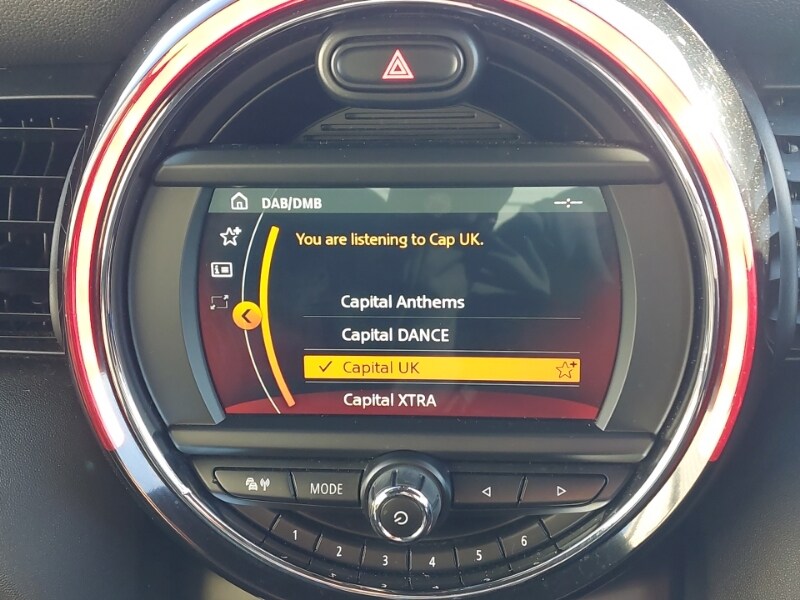 DAB/DMB
You are listening to Cap UK.
Capital Anthems
Capital DANCE
Capital UK
Capital XTRA
MODE
1 2 3 4 5 6